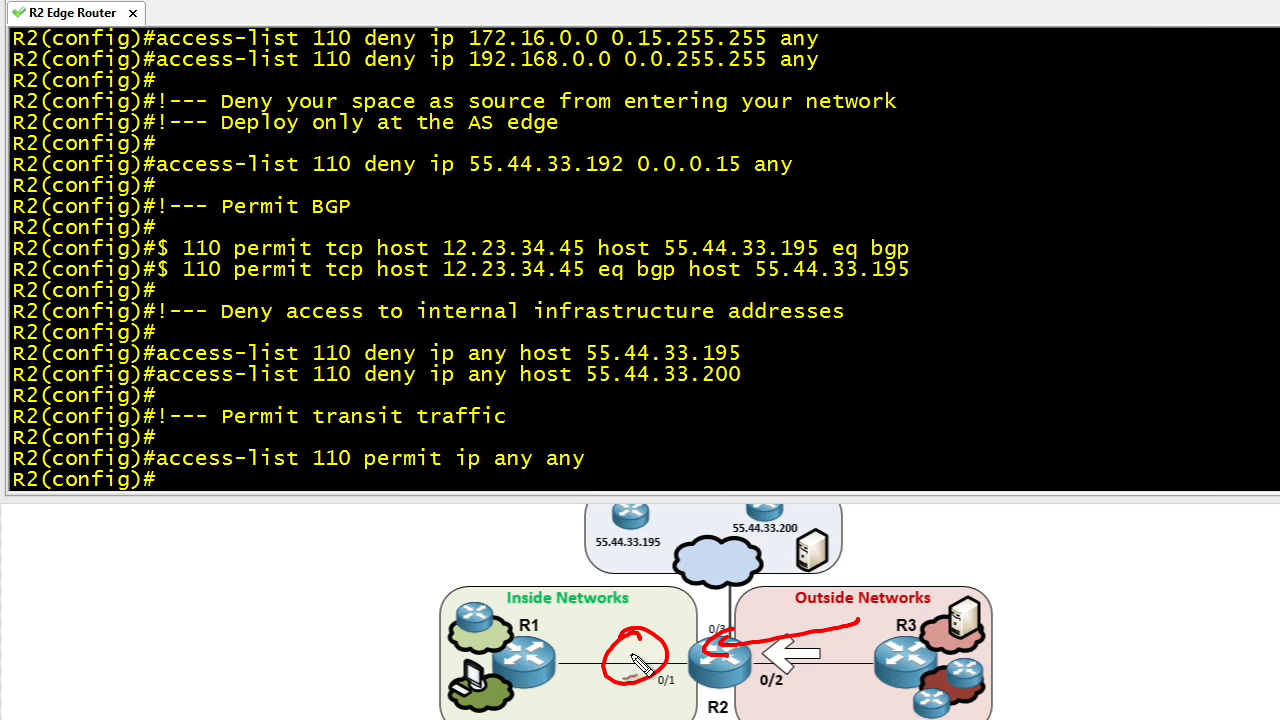 R2 Edge Router
R2(config)#access-list 110 deny ip 172.16.0.0 0.15.255.255 any
R2(config)#access-list 110 deny ip 192.168.0.0 0.0.255.255 any
R2(config)#
R2(config)#!--- Deny your space as source from entering your network
R2(config)#!--- Deploy only at the AS edge
R2(config)#
R2(config)#access-list 110 deny ip 55.44.33.192 0.0.0.15 any
R2(config)#
R2(config)#!--- Permit BGP
R2(config)#
R2(config)#$ 110 permit tcp host 12.23.34.45 host 55.44.33.195 eq bgp
R2(config)#$ 110 permit tcp host 12.23.34.45 eq bgp host 55.44.33.195
R2(config)#
R2(config)#!--- Deny access to internal infrastructure addresses
R2(config)#
R2(config)#access-list 110 deny ip any host 55.44.33.195
R2(config)#access-list 110 deny ip any host 55.44.33.200
R2(config)#
R2(config)#!--- Permit transit traffic
R2(config)#
R2(config)#access-list 110 permit ip any any
R2(config)#
55.44.33.195
55.44.33.200
Inside Networks
Outside Networks
R1
0/3
R3
0/1
0/2
R2